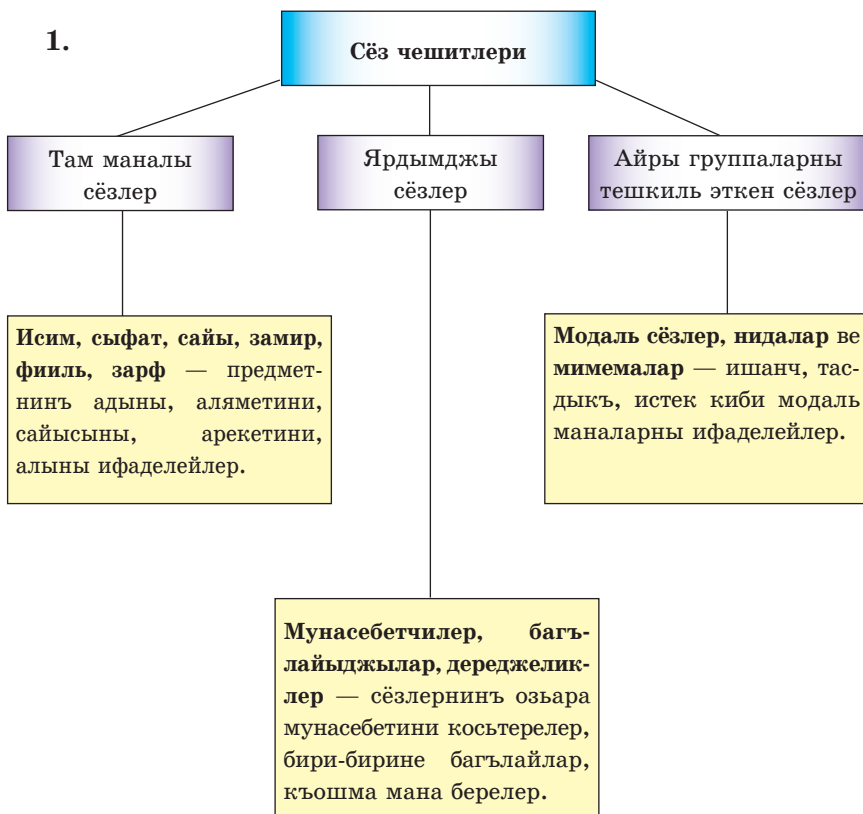 1.
Сёз чешитлери
Там маналы
сёзлер
Ярдымджы
сёзлер
Айры группаларны
тешкиль эткен сёзлер
Исим, сыфат, сайы, замир,
фииль, зарф — предмет-
нинъ адыны, аляметини,
сайысыны, арекетини,
алыны ифаделейлер.
Модаль сёзлер, нидалар ве
мимемалар — ишанч, тас-
дыкъ, истек киби модаль
маналарны ифаделейлер.
Мунасебетчилер, багъ-
лайыджылар, дереджелик-
лер — сёзлернинъ озьара
мунасебетини косьтерелер,
бири-бирине багълайлар,
къошма мана берелер.